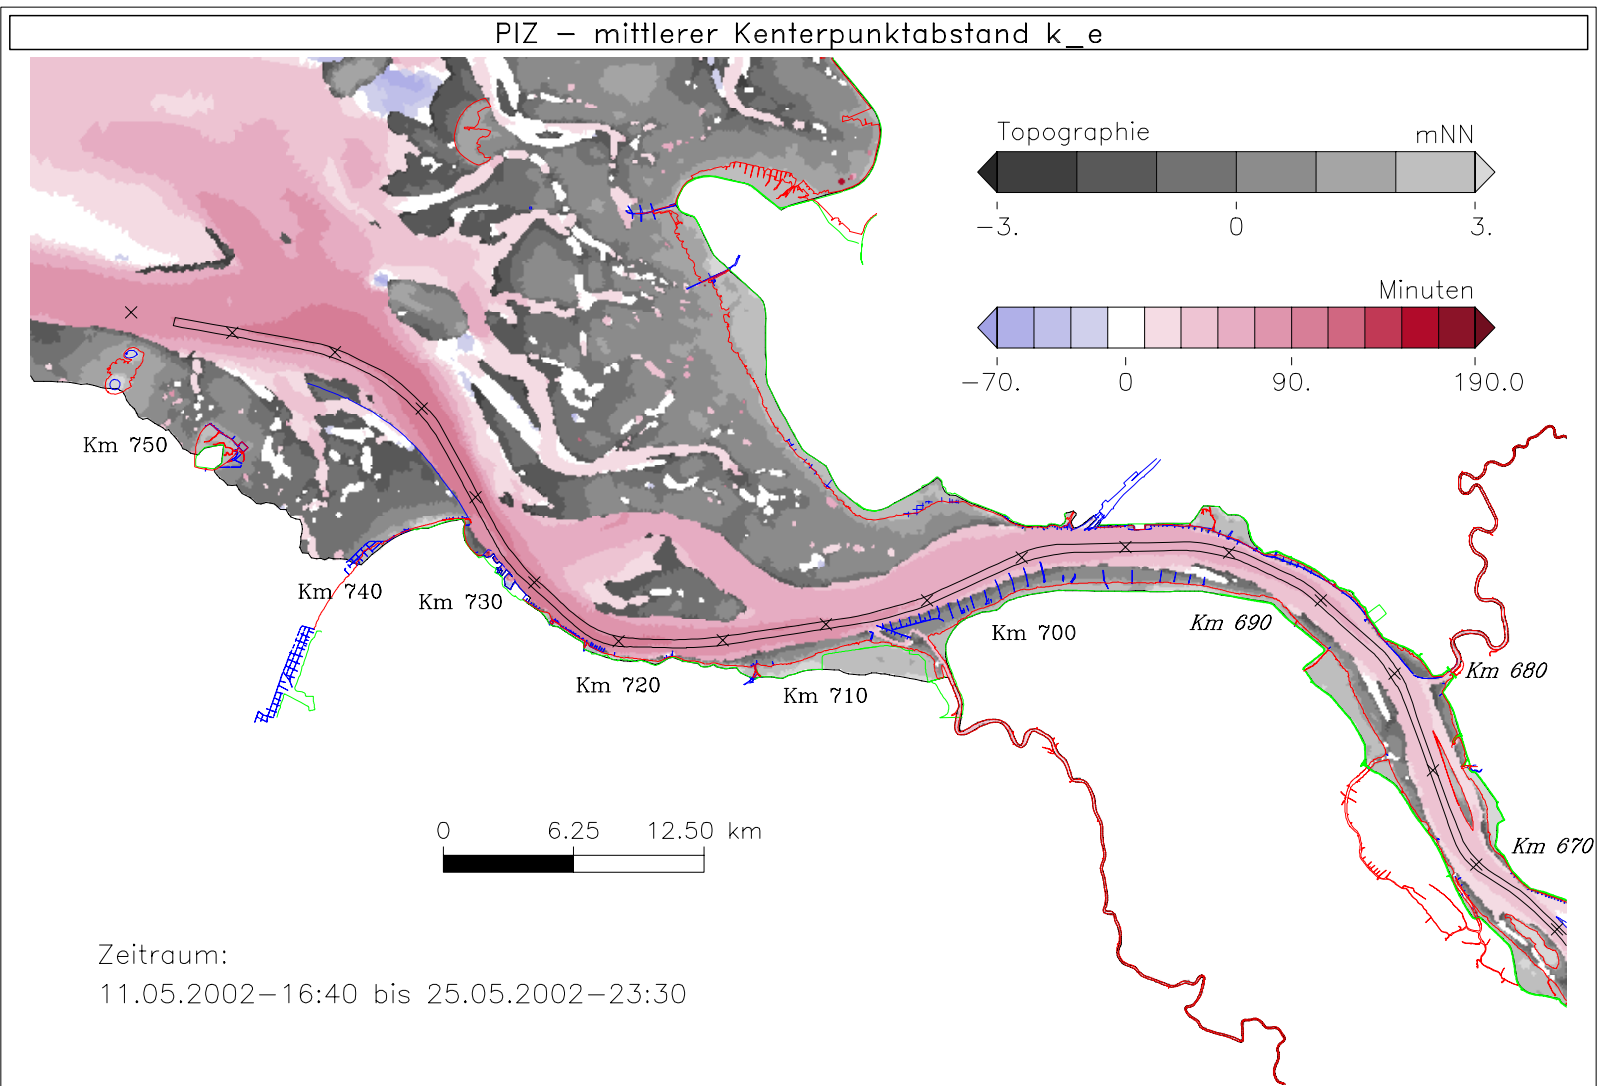 PIZ – mittlerer Kenterpunktabstand k_e
Topographie mNN
−3. 0 3.
Minuten
−70. 0 90. 190.0
Km 750
Km 740
Km 730
Km 720
Km 710
Km 700
Km 690
Km 680
Km 670
0 6.25 12.50 km
Zeitraum:
11.05.2002−16:40 bis 25.05.2002−23:30